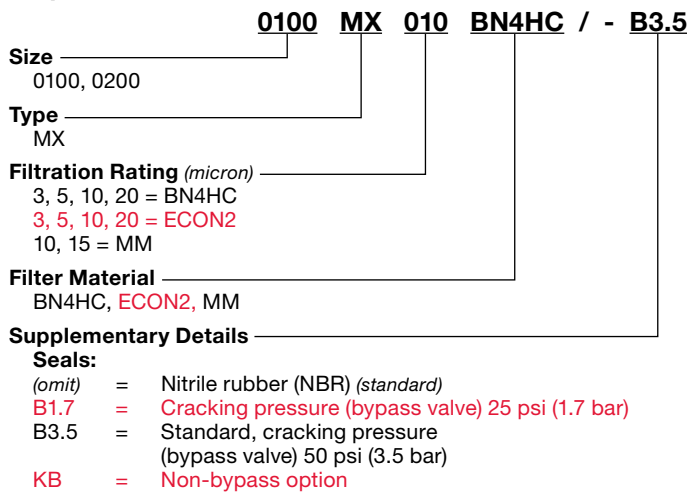 0100 MX 010 BN4HC / - B3.5
Size
0100, 0200
Type
MX
Filtration Rating (micron)
3, 5, 10, 20 = BN4HC
3, 5, 10, 20 = ECON2
10, 15 = MM
Filter Material
BN4HC, ECON2, MM
Supplementary Details
Seals:
(omit) = Nitrile rubber (NBR) (standard)
B1.7 = Cracking pressure (bypass valve) 25 psi (1.7 bar)
B3.5 = Standard, cracking pressure
(bypass valve) 50 psi (3.5 bar)
KB = Non-bypass option